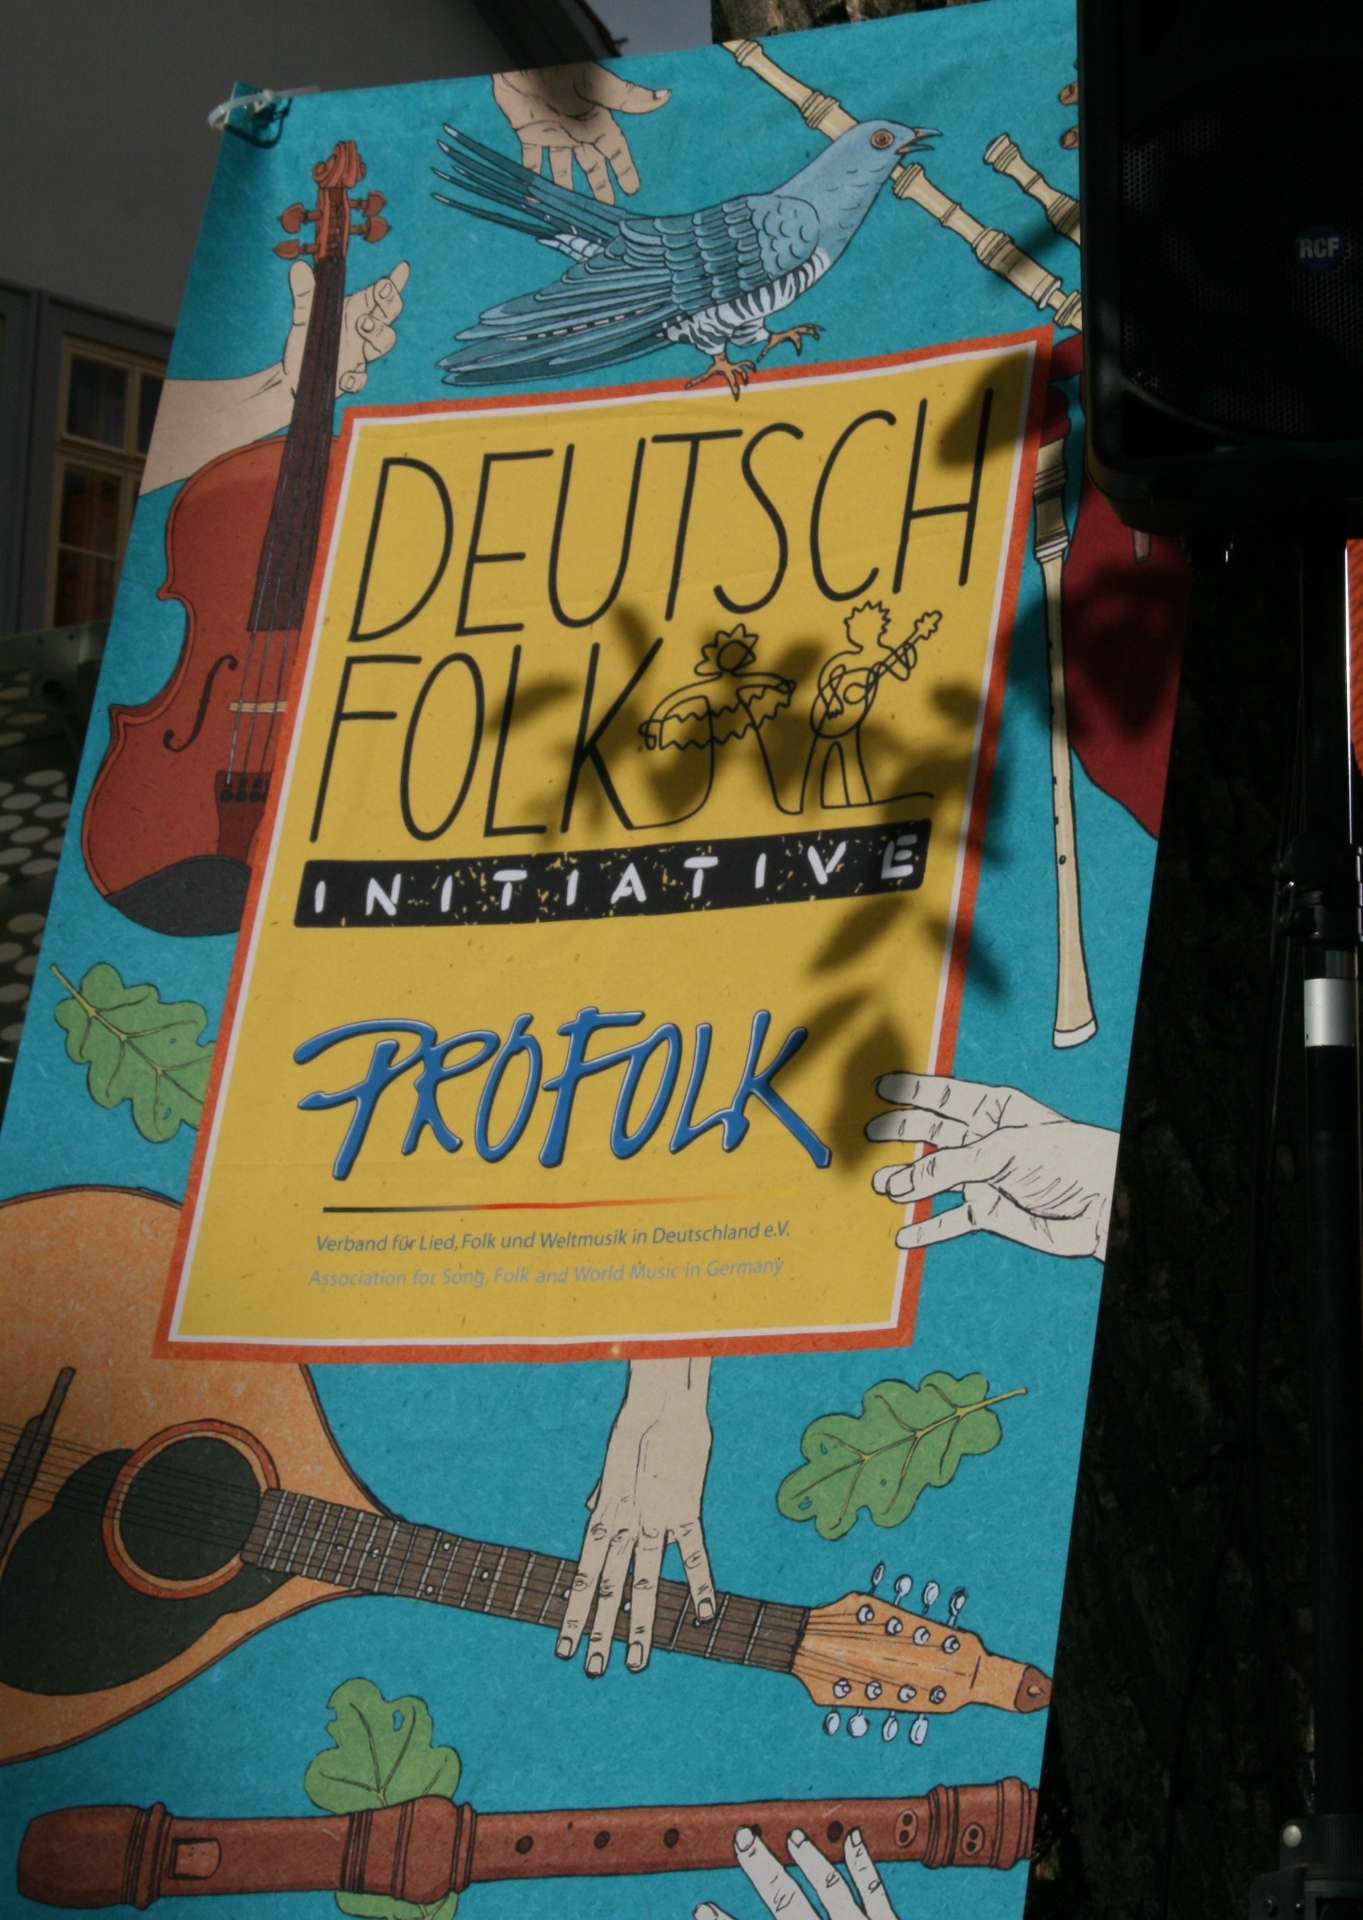 DEUTSCH
FOLK
INITIATIVE
PROFOLK
Verband für Lied, Folk und Weltmusik in Deutschland e.V.
Association for Song, Folk and World Music in Germany
RCF